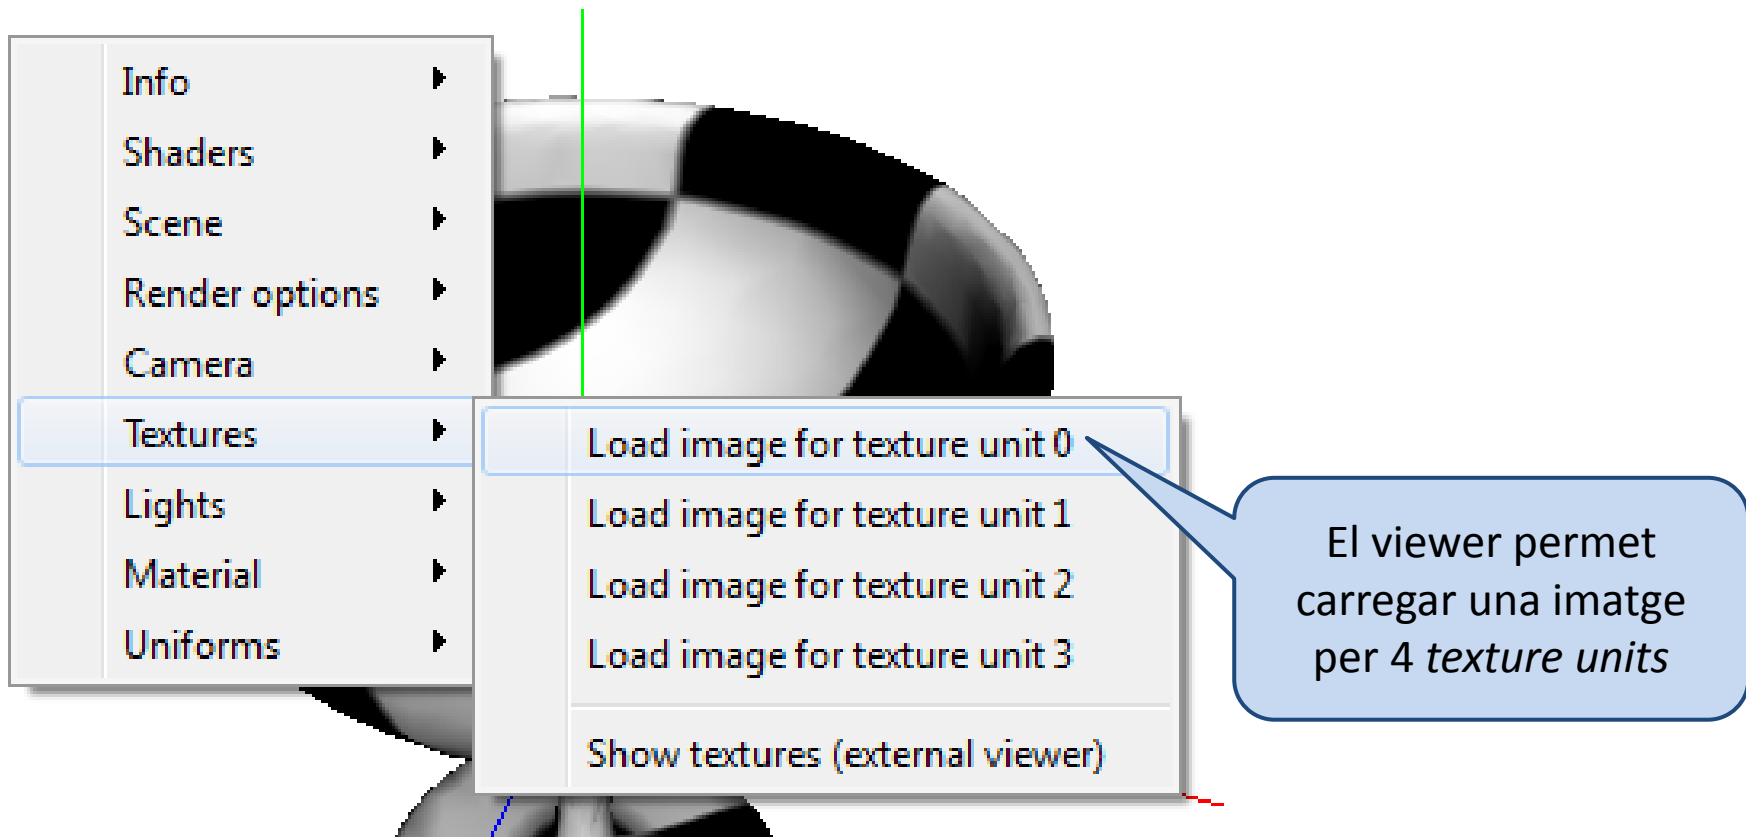 Info
Shaders
Scene
Render options
Camera
Textures
Lights
Material
Uniforms
Load image for texture unit 0
Load image for texture unit 1
Load image for texture unit 2
Load image for texture unit 3
Show textures (external viewer)
El viewer permet
carregar una imatge
per 4 texture units